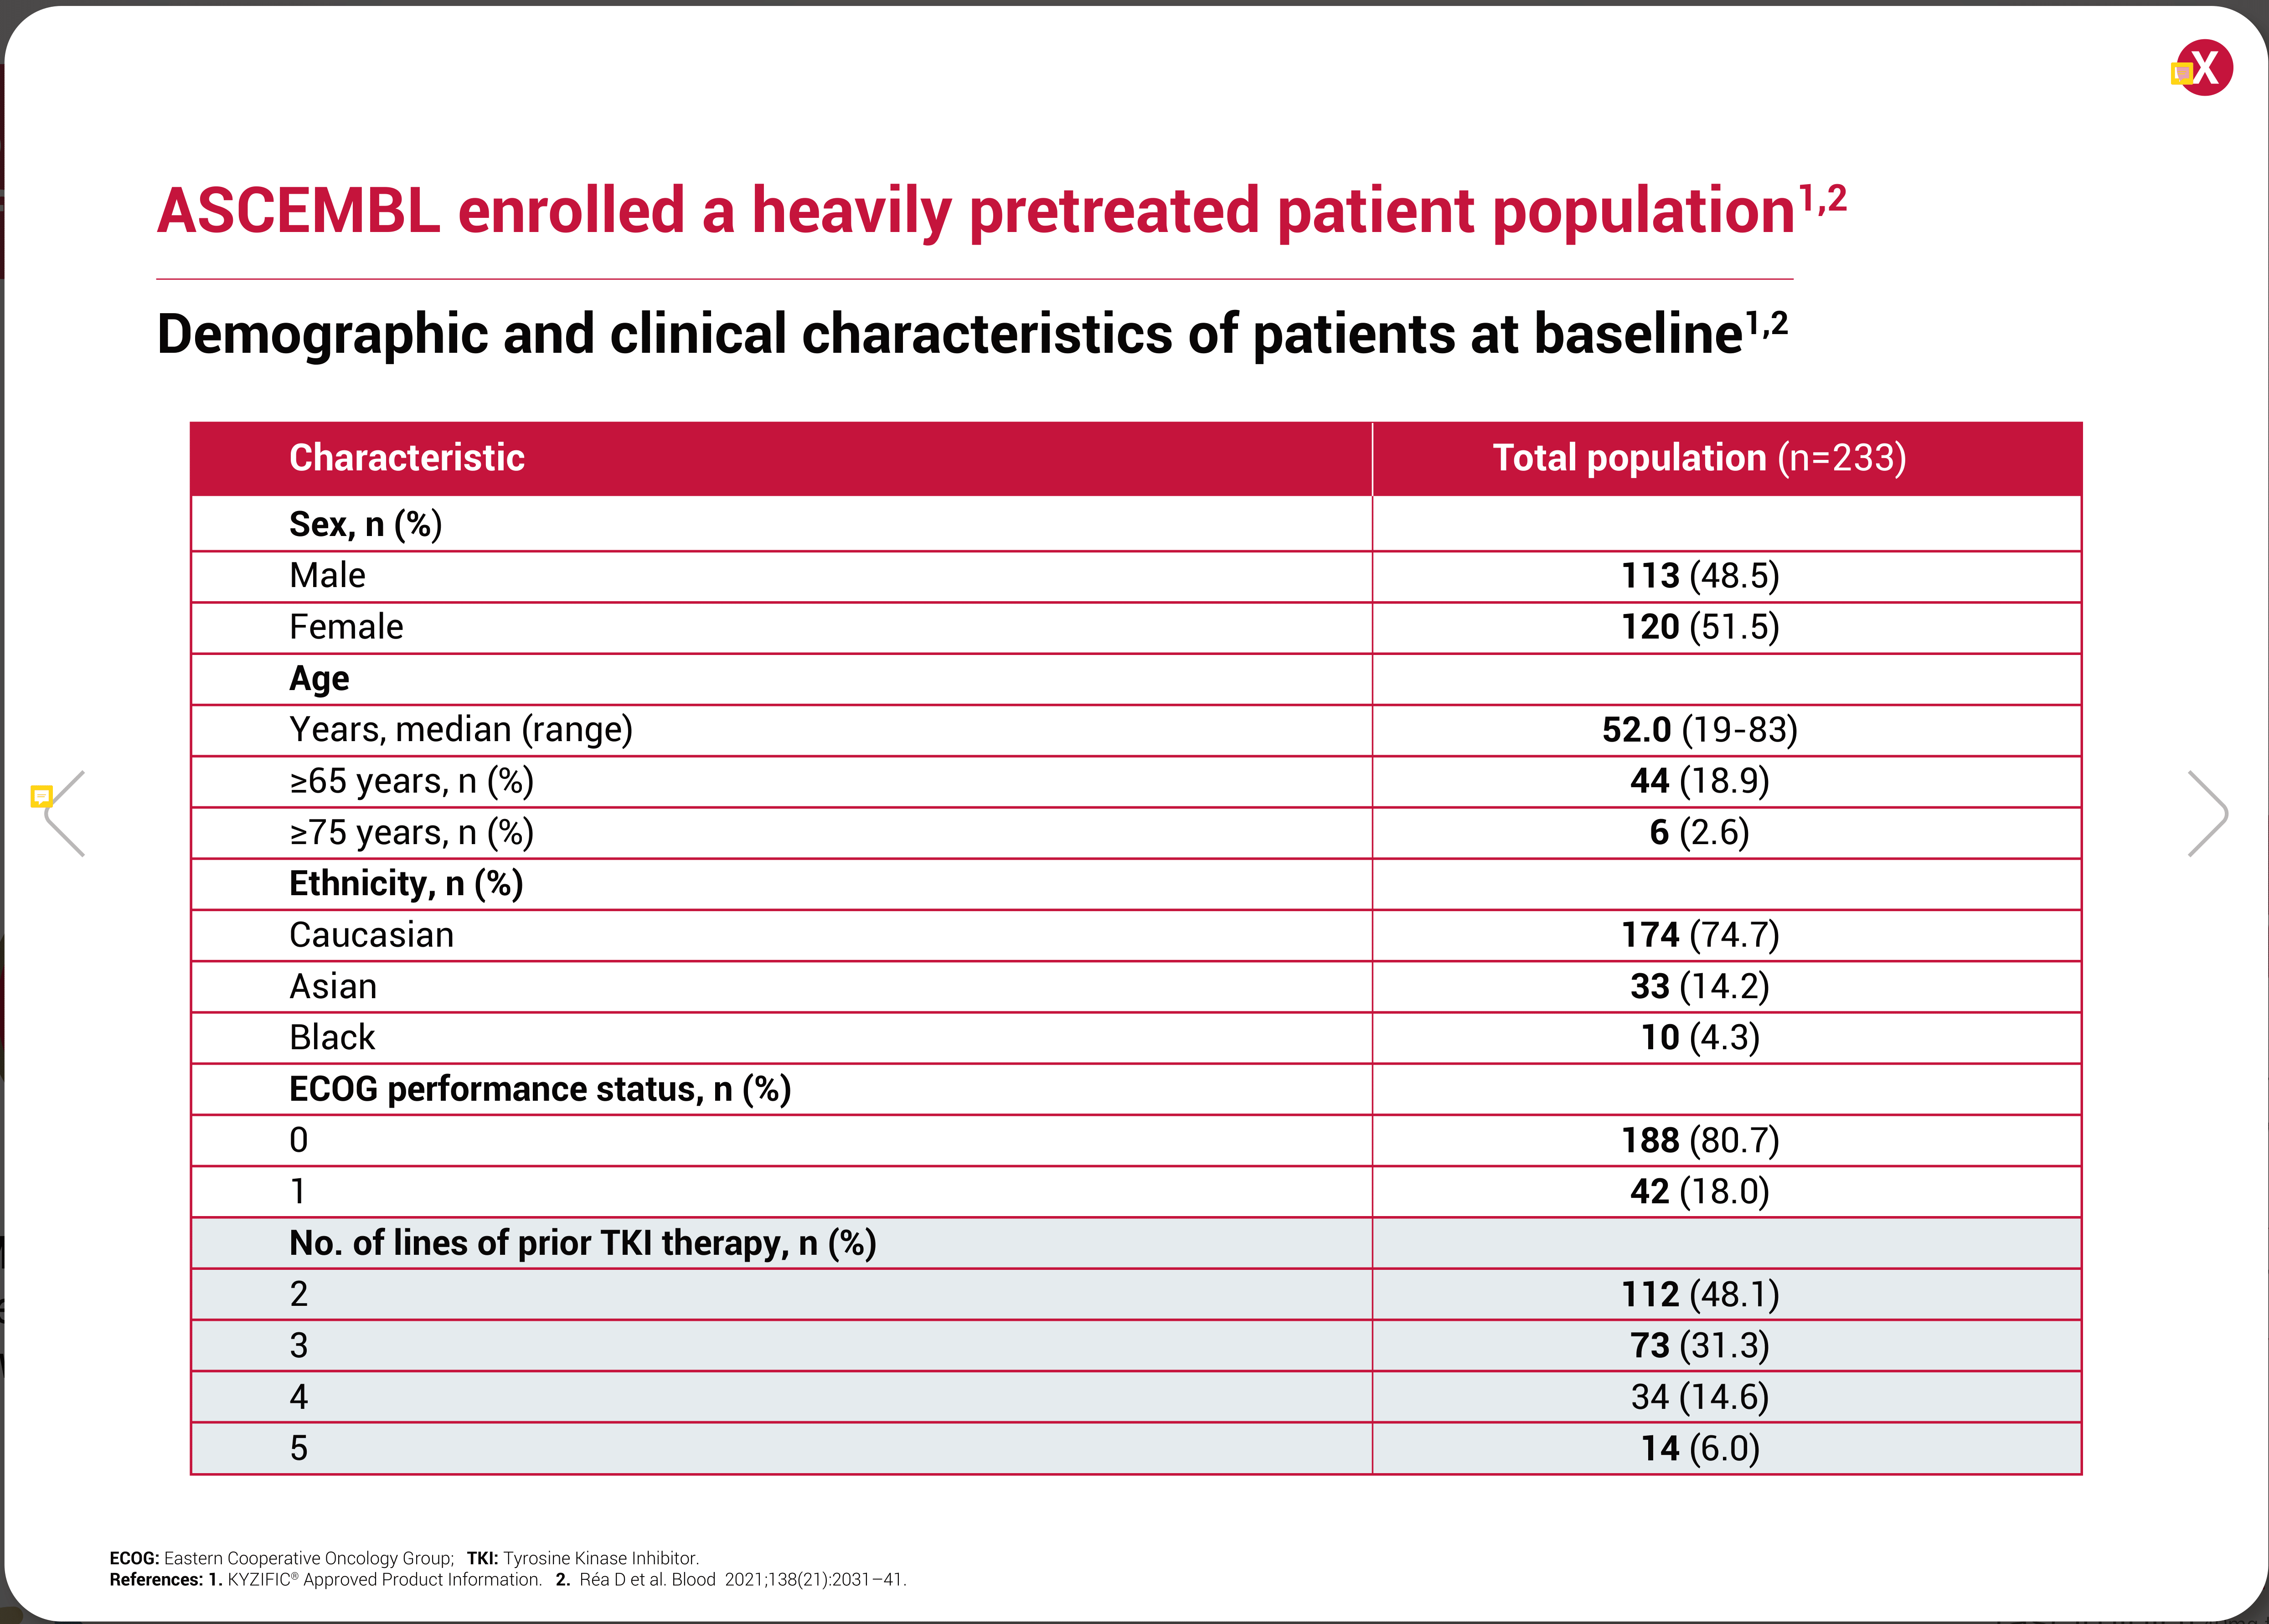 X
ASCEMBL enrolled a heavily pretreated patient population1,2
Demographic and clinical characteristics of patients at baseline1,2
Characteristic Total population (n=233)
Sex, n (%)
Male 113 (48.5)
Female 120 (51.5)
Age
Years, median (range) 52.0 (19-83)
≥65 years, n (%) 44 (18.9)
≥75 years, n (%) 6 (2.6)
Ethnicity, n (%)
Caucasian 174 (74.7)
Asian 33 (14.2)
Black 10 (4.3)
ECOG performance status, n (%)
0 188 (80.7)
1 42 (18.0)
No. of lines of prior TKI therapy, n (%)
2 112 (48.1)
3 73 (31.3)
4 34 (14.6)
5 14 (6.0)
ECOG: Eastern Cooperative Oncology Group; TKI: Tyrosine Kinase Inhibitor.
References: 1. KYZIFIC® Approved Product Information. 2. Réa D et al. Blood 2021;138(21):2031–41.